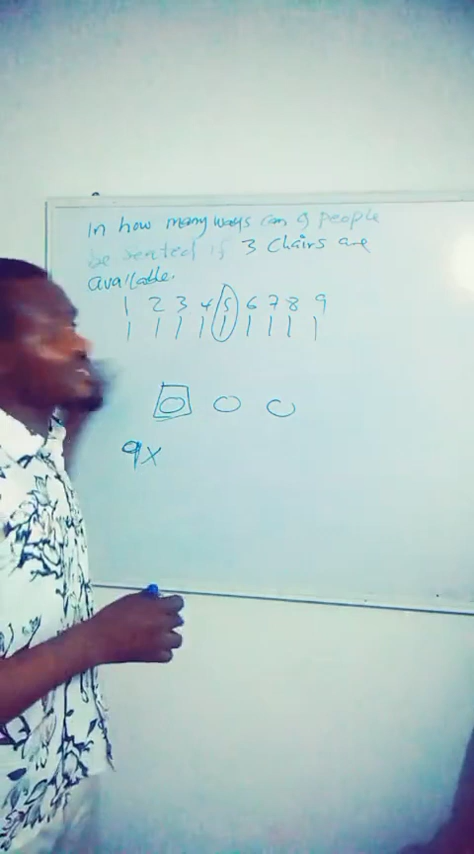 In how many ways can 9 people
be seated if 3 chairs are
available.
1 2 3 4 5 6 7 8 9
9x